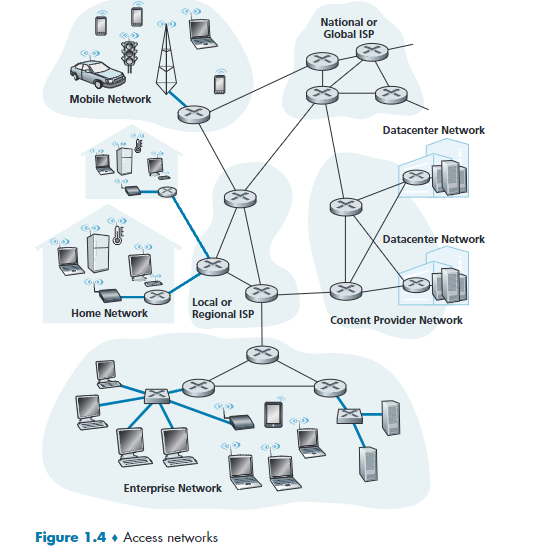 National or
Global ISP
Mobile Network
Datacenter Network
Datacenter Network
Home Network
Local or
Regional ISP
Content Provider Network
Enterprise Network
Figure 1.4 ♦ Access networks